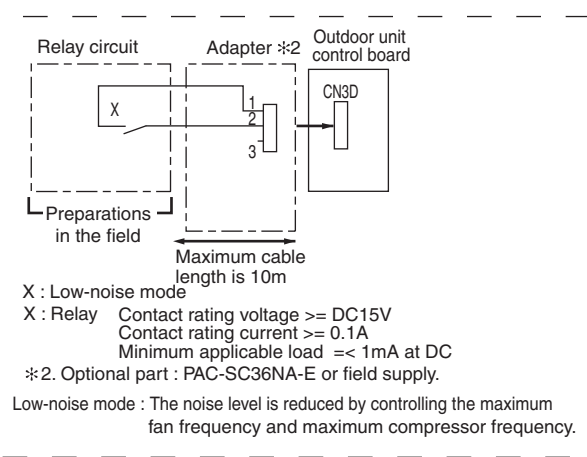 Relay circuit
Adapter ✻2
Outdoor unit
control board
CN3D
X
1
2
3
Preparations
in the field
Maximum cable
length is 10m
X : Low-noise mode
X : Relay Contact rating voltage >= DC15V
Contact rating current >= 0.1A
Minimum applicable load =< 1mA at DC
✻2. Optional part : PAC-SC36NA-E or field supply.
Low-noise mode : The noise level is reduced by controlling the maximum
fan frequency and maximum compressor frequency.